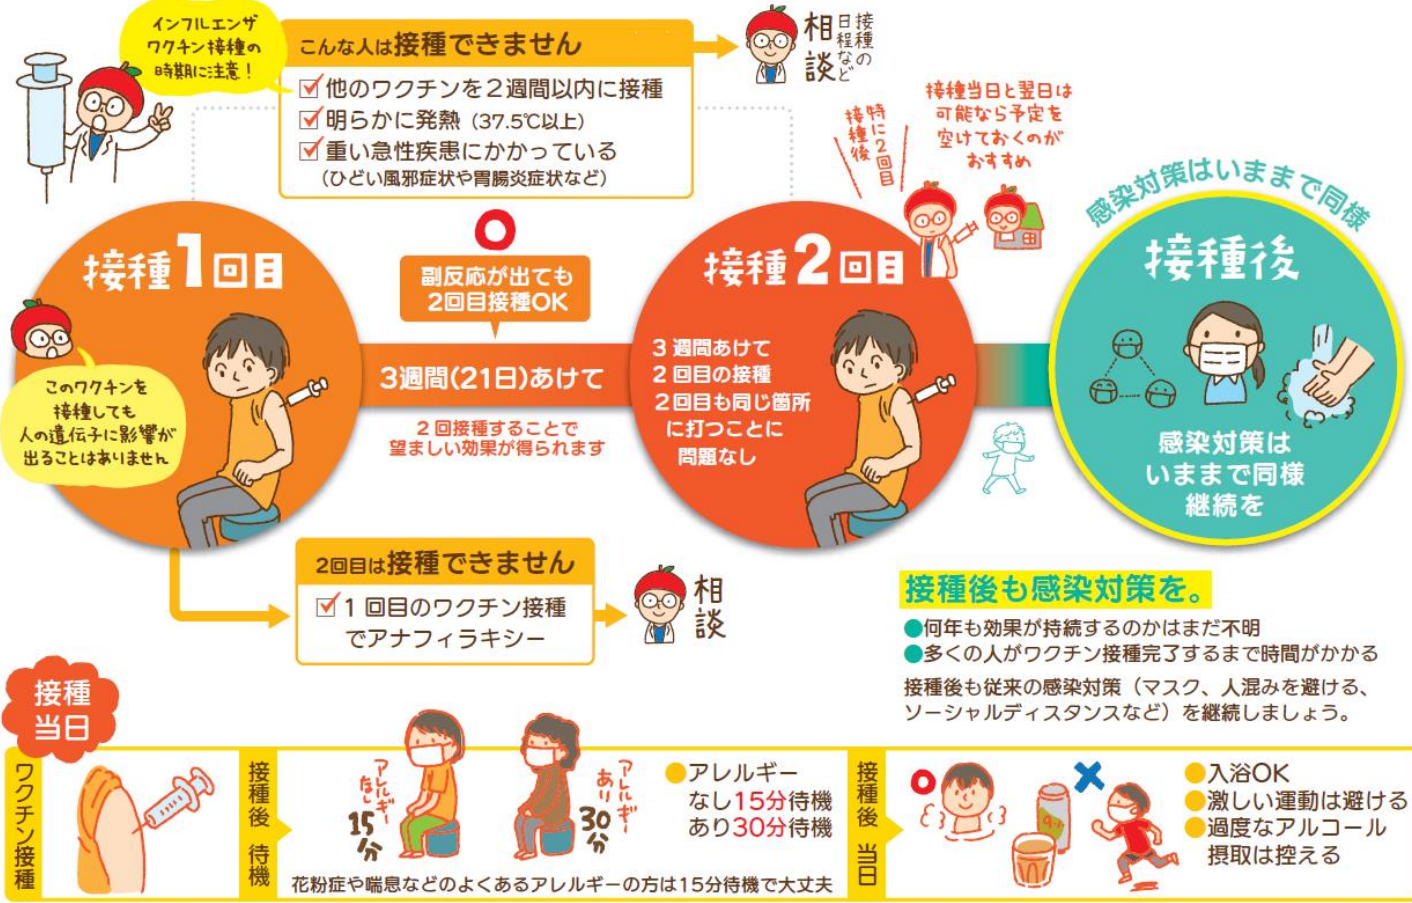 インフルエンザ
ワクチン接種の
時期に注意！
こんな人は接種できません
他のワクチンを２週間以内に接種
明らかに発熱（37.5℃以上）
重い急性疾患にかかっている
（ひどい風邪症状や胃腸炎症状など）
相談
接種の
日程など
特に２回目
接種後
接種当日と翌日は
可能なら予定を
空けておくのが
おすすめ
接種1回目
このワクチンを
接種しても
人の遺伝子に影響が
出ることはありません
副反応が出ても
２回目接種OK
3週間(21日)あけて
２回接種することで
望ましい効果が得られます
接種2回目
３週間あけて
２回目の接種
２回目も同じ箇所
に打つことに
問題なし
感染対策はいままで同様
接種後
感染対策は
いままで同様
継続を
2回目は接種できません
１回目のワクチン接種
でアナフィラキシー
相談
接種後も感染対策を。
●何年も効果が持続するのかはまだ不明
●多くの人がワクチン接種完了するまで時間がかかる
接種後も従来の感染対策（マスク、人混みを避ける、
ソーシャルディスタンスなど）を継続しましょう。
接種
当日
ワクチン接種
接種後 待機
アレルギー
なし
15分
アレルギー
あり
30分
●アレルギー
なし15分待機
あり30分待機
花粉症や喘息などのよくあるアレルギーの方は15分待機で大丈夫
接種後 当日
●入浴OK
●激しい運動は避ける
●過度なアルコール
摂取は控える